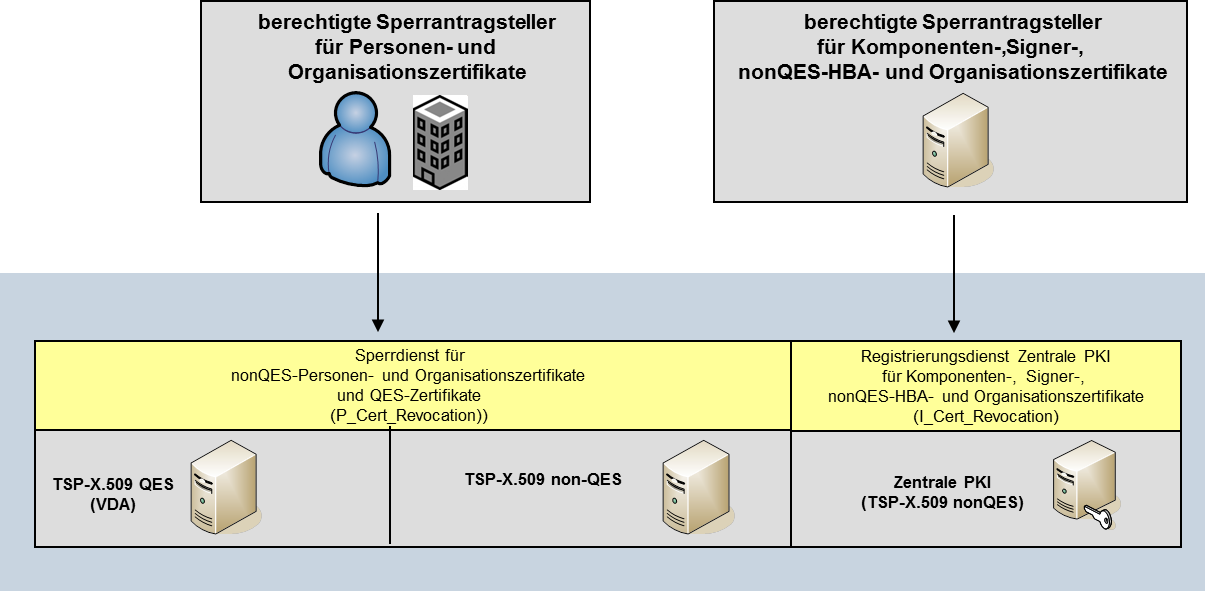 berechtigte Sperrantragsteller
für Personen- und
Organisationszertifikate
berechtigte Sperrantragsteller
für Komponenten-,Signer-,
nonQES-HBA- und Organisationszertifikate
Sperrdienst für
nonQES-Personen- und Organisationszertifikate
und QES-Zertifikate
(P_Cert_Revocation))
Registrierungsdienst Zentrale PKI
für Komponenten-, Signer-,
nonQES-HBA- und Organisationszertifikate
(I_Cert_Revocation)
TSP-X.509 QES
(VDA)
TSP-X.509 non-QES
Zentrale PKI
(TSP-X.509 nonQES)